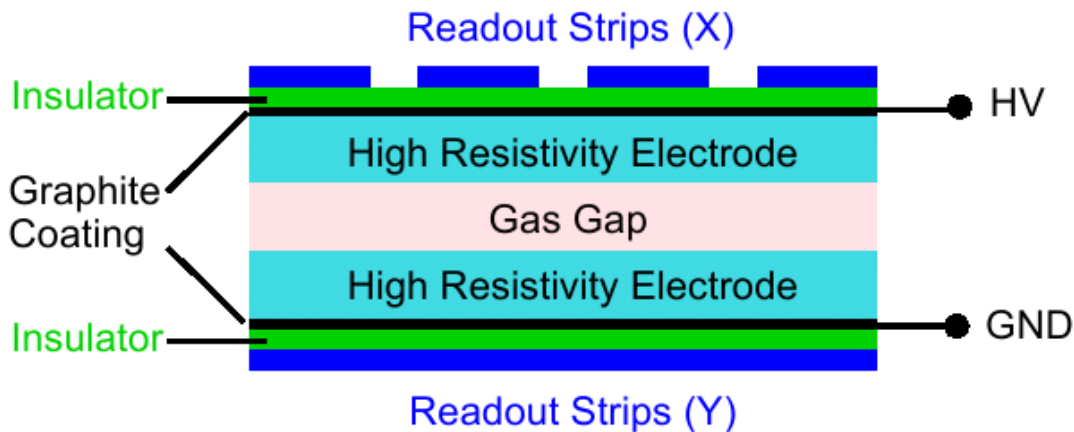 Readout Strips (X)
Insulator
HV
High Resistivity Electrode
Graphite
Coating
Gas Gap
High Resistivity Electrode
Insulator
GND
Readout Strips (Y)